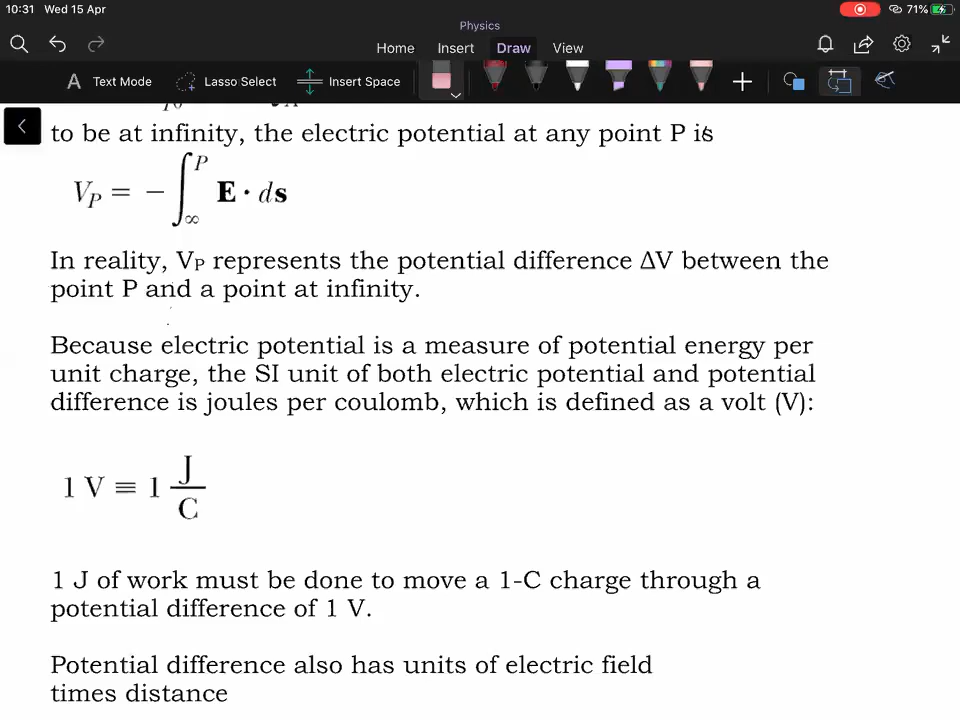 10:31 Wed 15 Apr
71%
Physics
Home Insert Draw View
Text Mode Lasso Select Insert Space
to be at infinity, the electric potential at any point P is
V_P = − ∫_∞^P E · ds
In reality, V_P represents the potential difference ΔV between the
point P and a point at infinity.
Because electric potential is a measure of potential energy per
unit charge, the SI unit of both electric potential and potential
difference is joules per coulomb, which is defined as a volt (V):
1 V ≡ 1 J/C
1 J of work must be done to move a 1-C charge through a
potential difference of 1 V.
Potential difference also has units of electric field
times distance